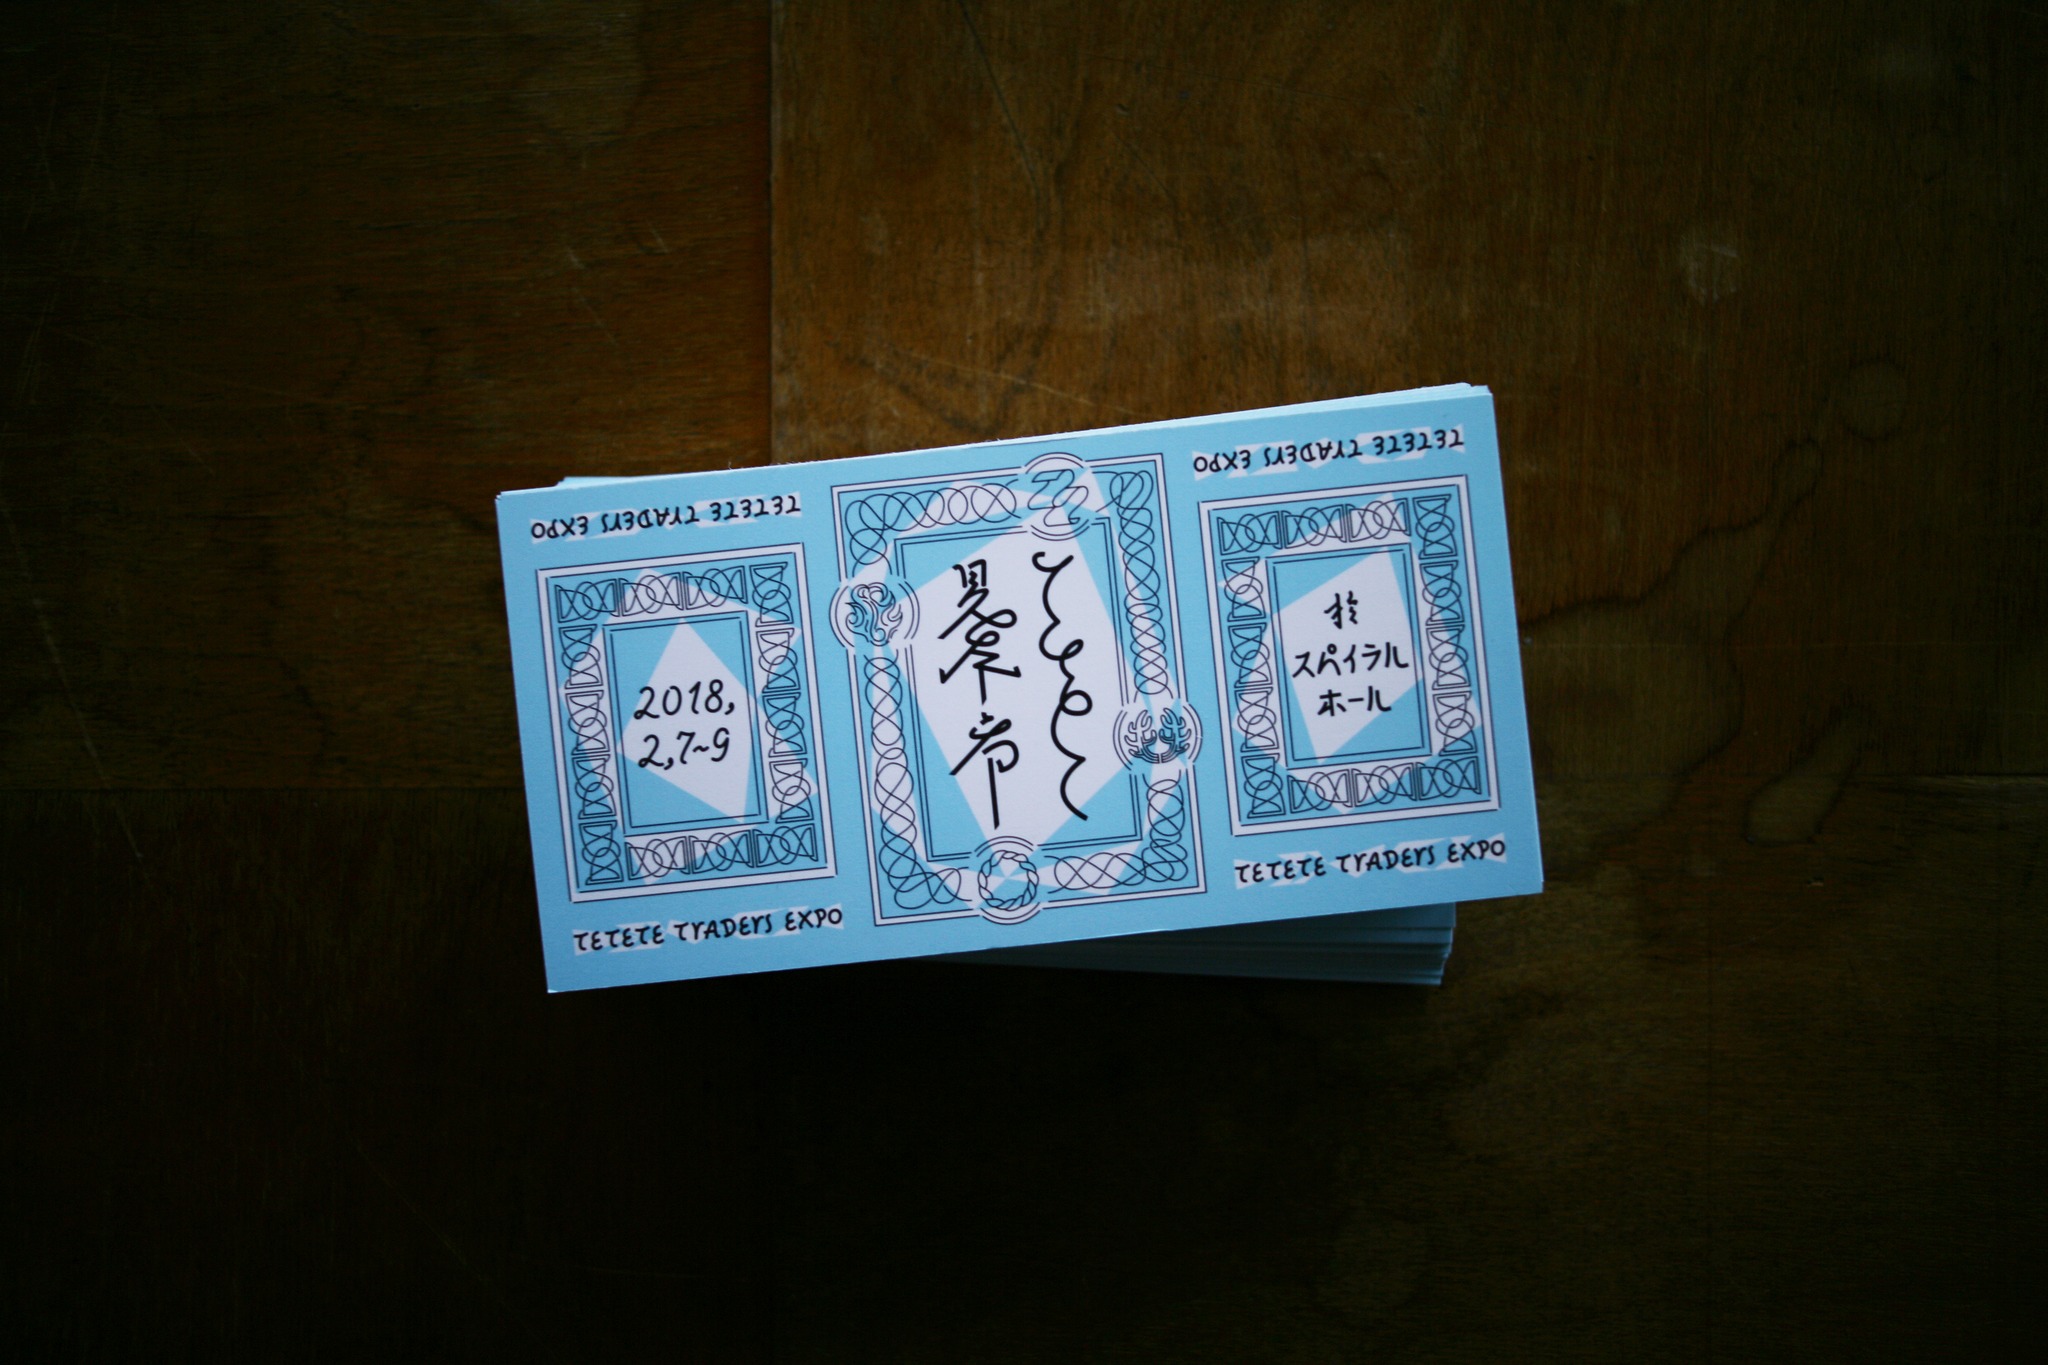 TETETE TRADERS EXPO
2018,
2,7~9
TETETE TRADERS EXPO
ててて
見本市
TETETE TRADERS EXPO
於
スパイラル
ホール
TETETE TRADERS EXPO